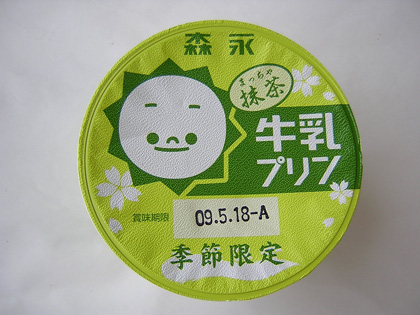 森永
まっちゃ
抹茶
牛乳
プリン
賞味期限 09.5.18-A
季節限定